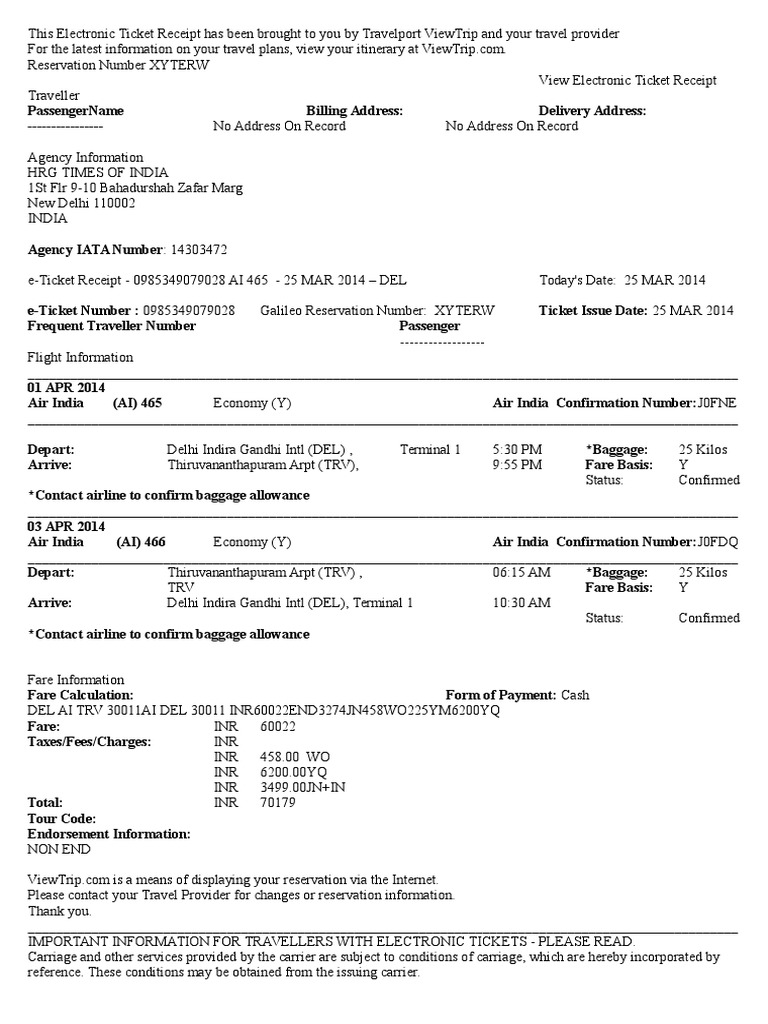 This Electronic Ticket Receipt has been brought to you by Travelport ViewTrip and your travel provider
For the latest information on your travel plans, view your itinerary at ViewTrip.com.
Reservation Number XYTERW
View Electronic Ticket Receipt
Traveller
PassengerName Billing Address: Delivery Address:
---------------- No Address On Record No Address On Record
Agency Information
HRG TIMES OF INDIA
1St Flr 9-10 Bahadurshah Zafar Marg
New Delhi 110002
INDIA
Agency IATA Number: 14303472
e-Ticket Receipt - 0985349079028 AI 465 - 25 MAR 2014 – DEL Today's Date: 25 MAR 2014
e-Ticket Number : 0985349079028 Galileo Reservation Number: XYTERW Ticket Issue Date: 25 MAR 2014
Frequent Traveller Number Passenger
------------------
Flight Information
01 APR 2014
Air India (AI) 465 Economy (Y) Air India Confirmation Number:J0FNE
Depart: Delhi Indira Gandhi Intl (DEL) , Terminal 1 5:30 PM *Baggage: 25 Kilos
Arrive: Thiruvananthapuram Arpt (TRV), 9:55 PM Fare Basis: Y
Status: Confirmed
*Contact airline to confirm baggage allowance
03 APR 2014
Air India (AI) 466 Economy (Y) Air India Confirmation Number:J0FDQ
Depart: Thiruvananthapuram Arpt (TRV) , 06:15 AM *Baggage: 25 Kilos
TRV Fare Basis: Y
Arrive: Delhi Indira Gandhi Intl (DEL), Terminal 1 10:30 AM
Status: Confirmed
*Contact airline to confirm baggage allowance
Fare Information
Fare Calculation: Form of Payment: Cash
DEL AI TRV 30011AI DEL 30011 INR60022END3274JN458WO225YM6200YQ
Fare: INR 60022
Taxes/Fees/Charges: INR
INR 458.00 WO
INR 6200.00YQ
INR 3499.00JN+IN
Total: INR 70179
Tour Code:
Endorsement Information:
NON END
ViewTrip.com is a means of displaying your reservation via the Internet.
Please contact your Travel Provider for changes or reservation information.
Thank you.
IMPORTANT INFORMATION FOR TRAVELLERS WITH ELECTRONIC TICKETS - PLEASE READ.
Carriage and other services provided by the carrier are subject to conditions of carriage, which are hereby incorporated by
reference. These conditions may be obtained from the issuing carrier.